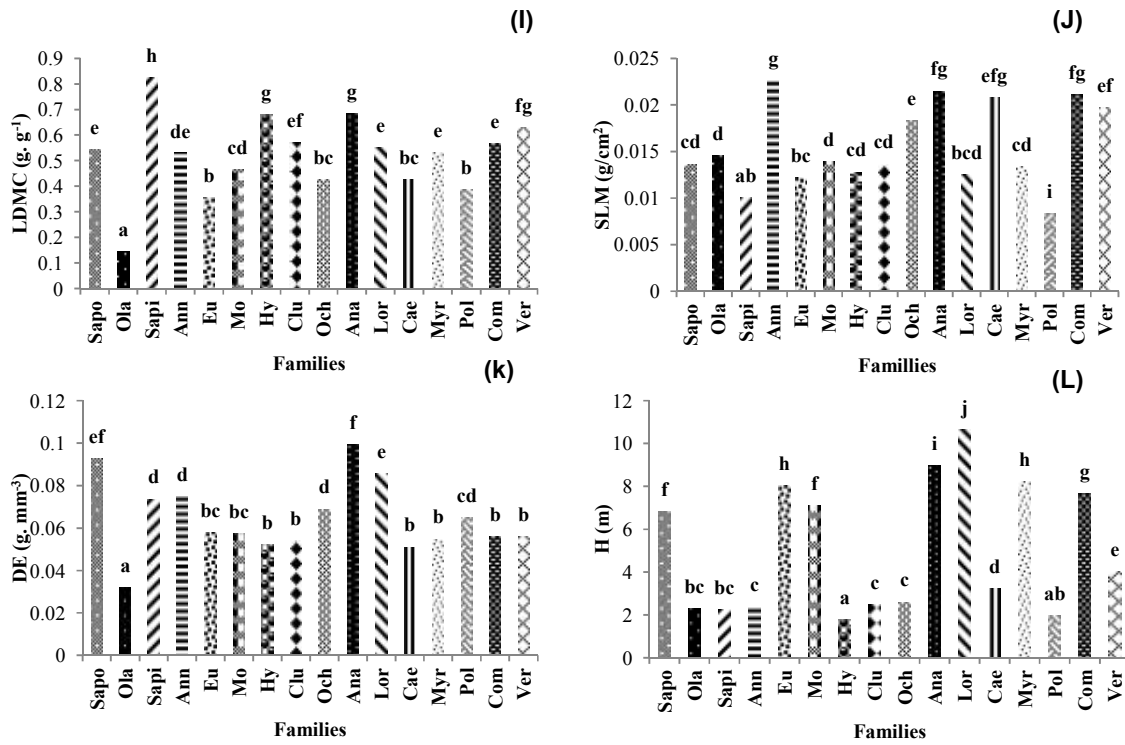 (I)
h
g g
fg
e de ef e e e
cd
bc bc
b b
a
0.9
0.8
0.7
0.6
0.5
0.4
0.3
0.2
0.1
0
LDMC (g. g⁻¹)
Sapo Ola Sapi Ann Eu Mo Hy Clu Och Ana Lor Cae Myr Pol Com Ver
Families
(J)
g
fg efg fg
ef
e
cd d d cd cd cd
bc bcd
ab
i
0.025
0.02
0.015
0.01
0.005
0
SLM (g/cm²)
Sapo Ola Sapi Ann Eu Mo Hy Clu Och Ana Lor Cae Myr Pol Com Ver
Famillies
(k)
f
ef
e
d d d
cd
bc bc b b b b b b
a
0.12
0.1
0.08
0.06
0.04
0.02
0
DE (g. mm⁻³)
Sapo Ola Sapi Ann Eu Mo Hy Clu Och Ana Lor Cae Myr Pol Com Ver
Families
(L)
j
i
h h
g
f f
e
d
bc bc c c c
a ab
12
10
8
6
4
2
0
H (m)
Sapo Ola Sapi Ann Eu Mo Hy Clu Och Ana Lor Cae Myr Pol Com Ver
Families